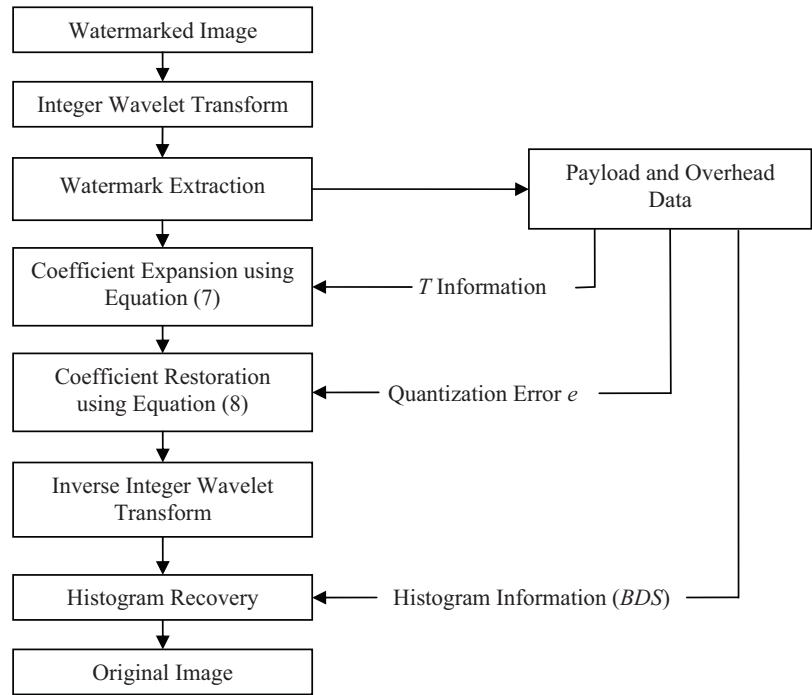 Watermarked Image
Integer Wavelet Transform
Watermark Extraction
Payload and Overhead
Data
Coefficient Expansion using
Equation (7)
T Information
Coefficient Restoration
using Equation (8)
Quantization Error e
Inverse Integer Wavelet
Transform
Histogram Recovery
Histogram Information (BDS)
Original Image